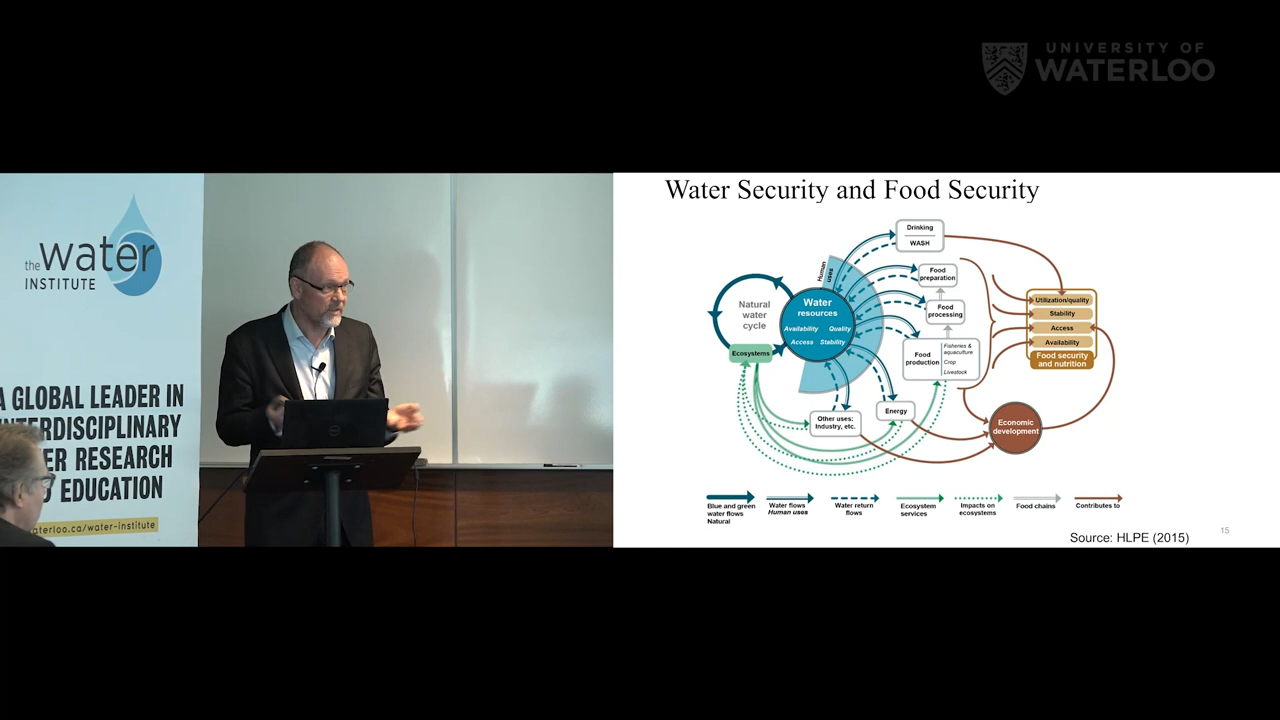 UNIVERSITY OF
WATERLOO
the water
INSTITUTE
A GLOBAL LEADER IN
INTERDISCIPLINARY
ER RESEARCH
EDUCATION
aterloo.ca/water-institute
Water Security and Food Security
Drinking
WASH
Human
uses
Food
preparation
Natural
water
cycle
Water
resources
Availability Quality
Access Stability
Food
processing
Utilization/quality
Stability
Access
Availability
Food security
and nutrition
Ecosystems
Food
production
Fisheries &
aquaculture
Crop
Livestock
Other uses:
Industry, etc.
Energy
Economic
development
Blue and green
water flows
Natural
Water flows
Human uses
Water return
flows
Ecosystem
services
Impacts on
ecosystems
Food chains
Contributes to
Source: HLPE (2015)
15